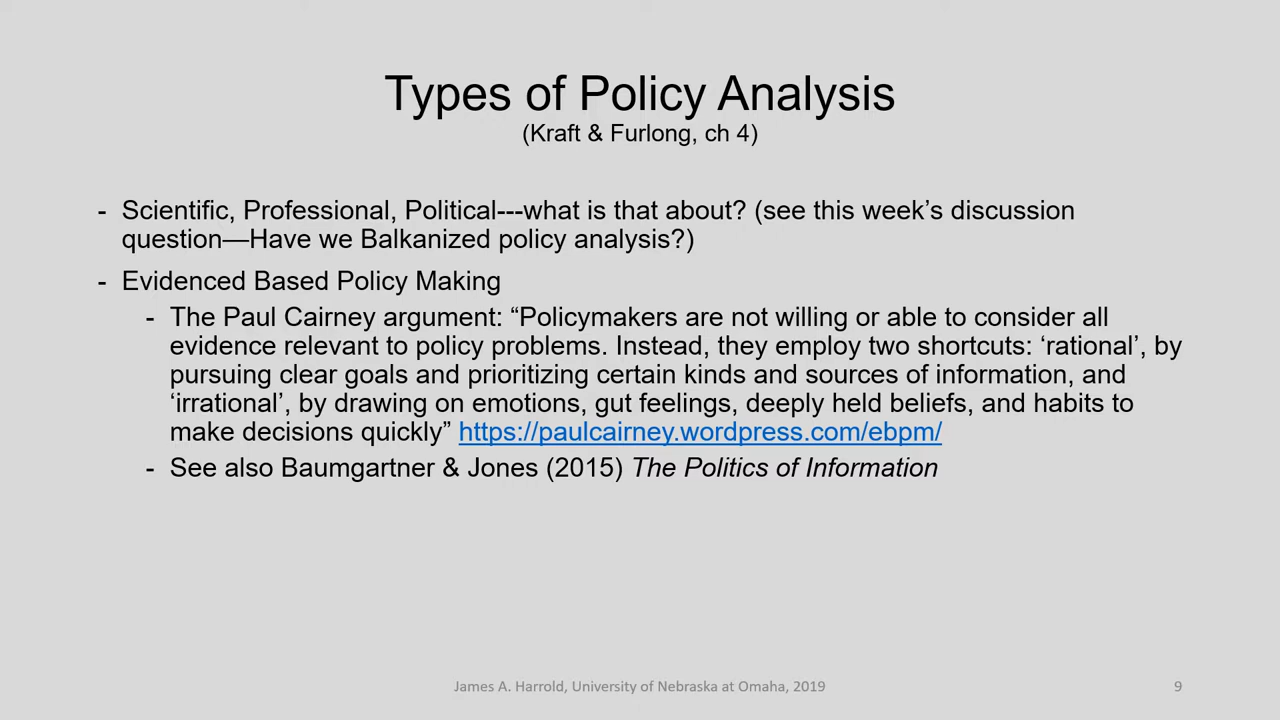 Types of Policy Analysis
(Kraft & Furlong, ch 4)
- Scientific, Professional, Political---what is that about? (see this week’s discussion
question—Have we Balkanized policy analysis?)
- Evidenced Based Policy Making
- The Paul Cairney argument: “Policymakers are not willing or able to consider all
evidence relevant to policy problems. Instead, they employ two shortcuts: ‘rational’, by
pursuing clear goals and prioritizing certain kinds and sources of information, and
‘irrational’, by drawing on emotions, gut feelings, deeply held beliefs, and habits to
make decisions quickly” https://paulcairney.wordpress.com/ebpm/
- See also Baumgartner & Jones (2015) The Politics of Information
James A. Harrold, University of Nebraska at Omaha, 2019
9